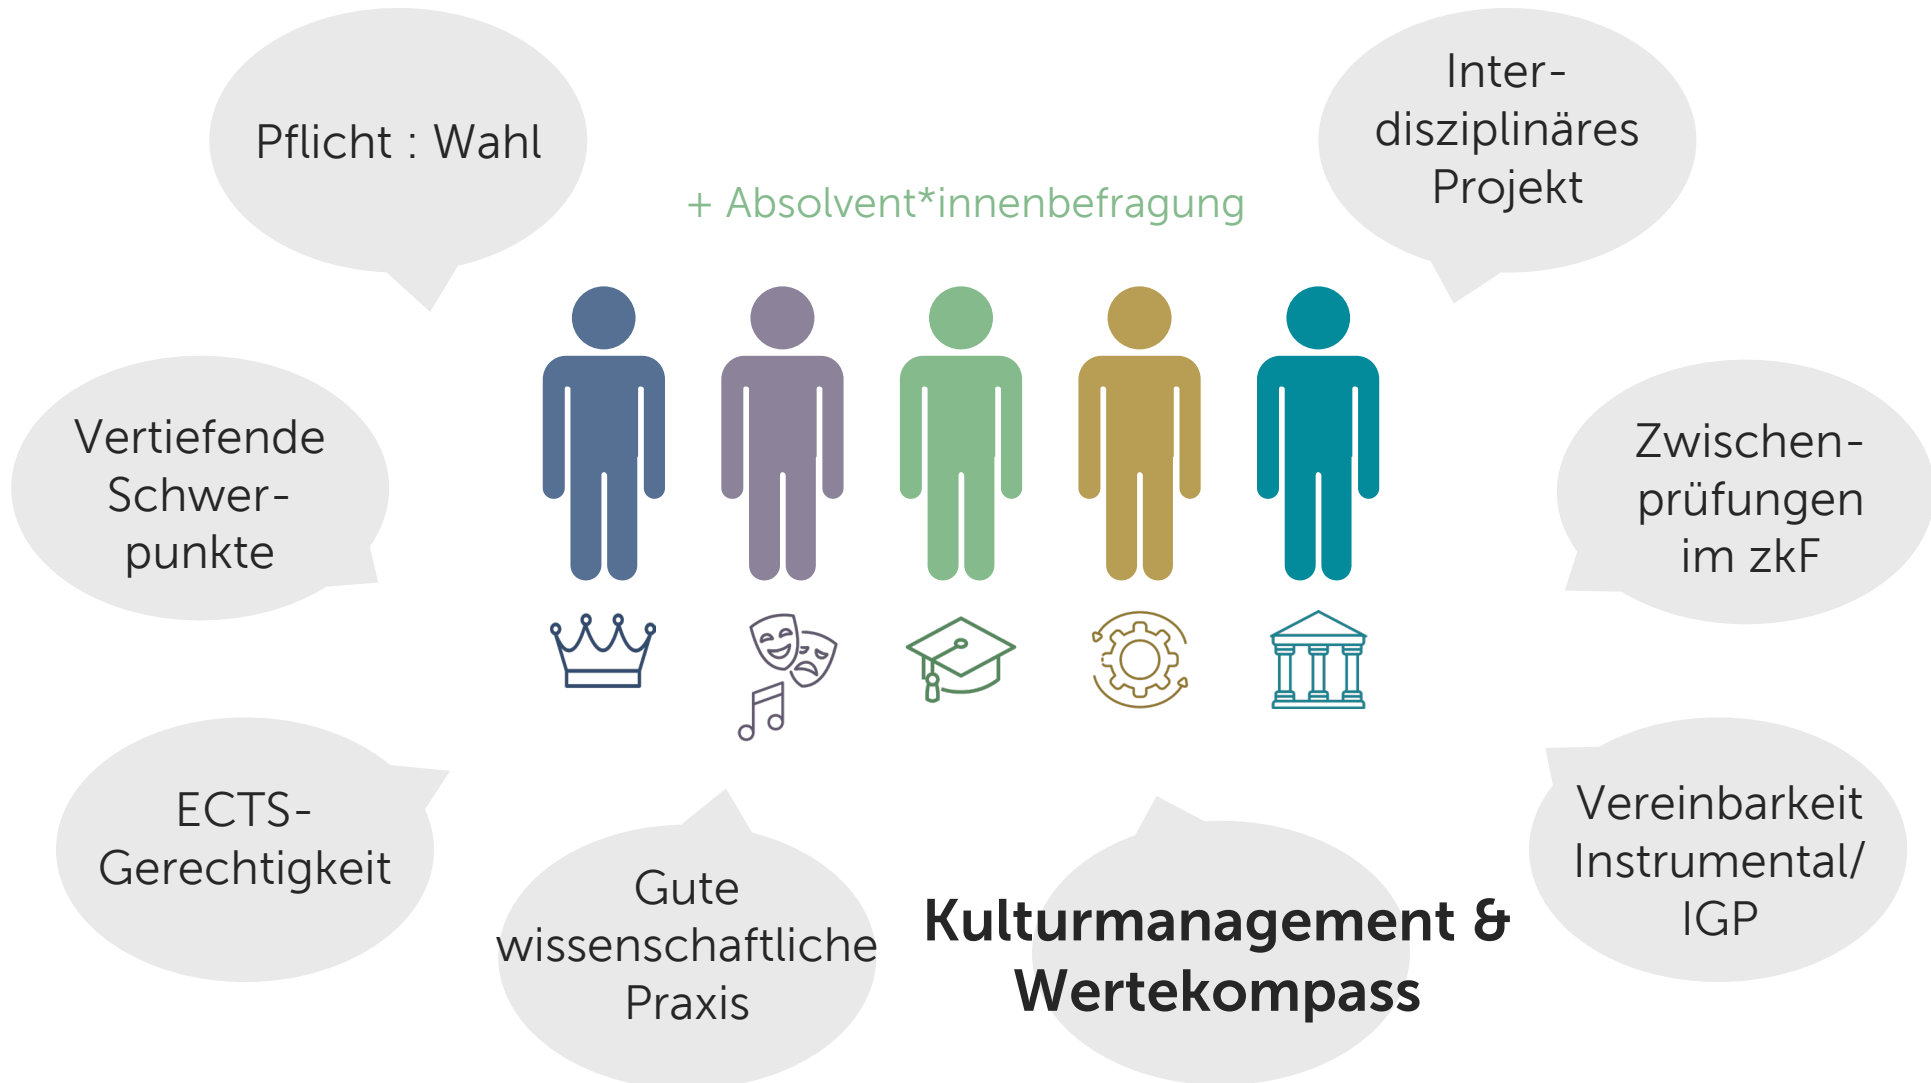 Pflicht : Wahl
+ Absolvent*innenbefragung
Inter-
disziplinäres
Projekt
Vertiefende
Schwer-
punkte
Zwischen-
prüfungen
im zkF
ECTS-
Gerechtigkeit
Gute
wissenschaftliche
Praxis
Kulturmanagement &
Wertekompass
Vereinbarkeit
Instrumental/
IGP